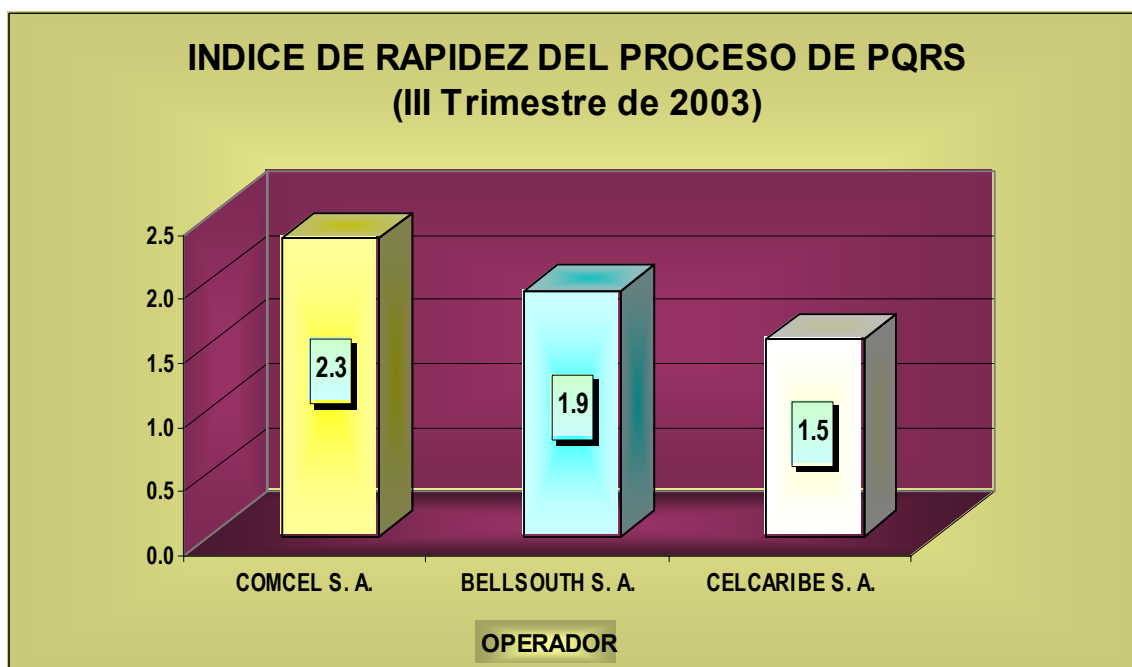 INDICE DE RAPIDEZ DEL PROCESO DE PQRS
(III Trimestre de 2003)
2.5
2.0
1.5
1.0
0.5
0.0
2.3
1.9
1.5
COMCEL S. A.
BELLSOUTH S. A.
CELCARIBE S. A.
OPERADOR